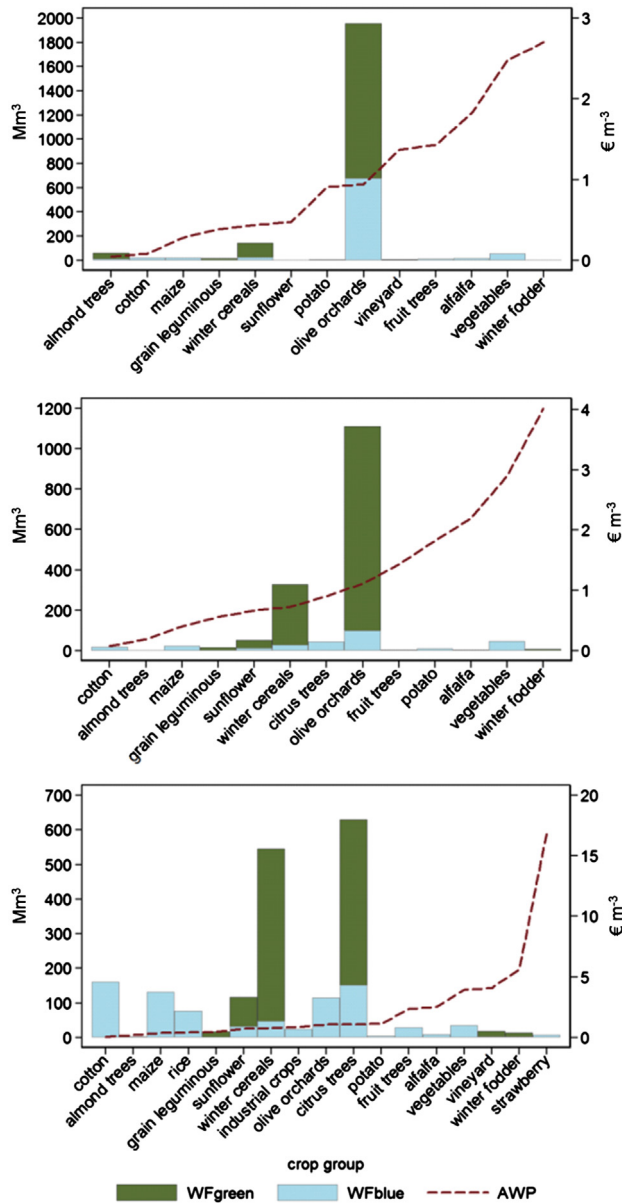 2000
1800
1600
1400
1200
1000
800
600
400
200
0
Mm³
3
2
1
0
€ m⁻³
almond trees
cotton
maize
grain leguminous
winter cereals
sunflower
potato
olive orchards
vineyard
fruit trees
alfalfa
vegetables
winter fodder
1200
1000
800
600
400
200
0
Mm³
4
3
2
1
0
€ m⁻³
cotton
almond trees
maize
grain leguminous
sunflower
winter cereals
citrus trees
olive orchards
fruit trees
potato
alfalfa
vegetables
winter fodder
700
600
500
400
300
200
100
0
Mm³
20
15
10
5
0
€ m⁻³
cotton
almond trees
maize
rice
grain leguminous
sunflower
winter cereals
industrial crops
olive orchards
citrus trees
potato
fruit trees
alfalfa
vegetables
vineyard
winter fodder
strawberry
crop group
WFgreen WFblue AWP